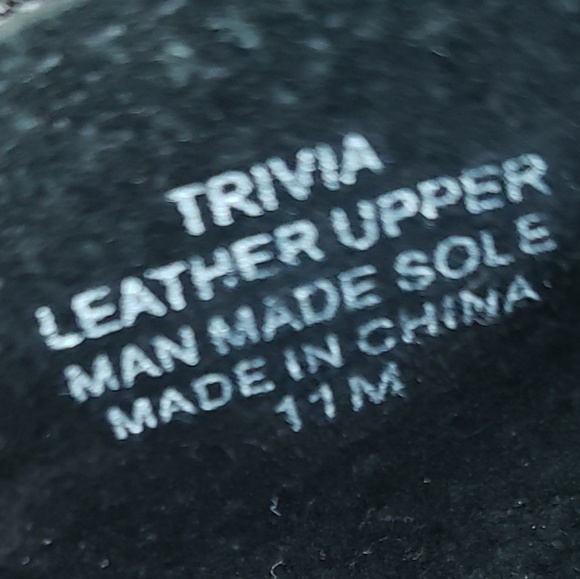 TRIVIA
LEATHER UPPER
MAN MADE SOLE
MADE IN CHINA
11M